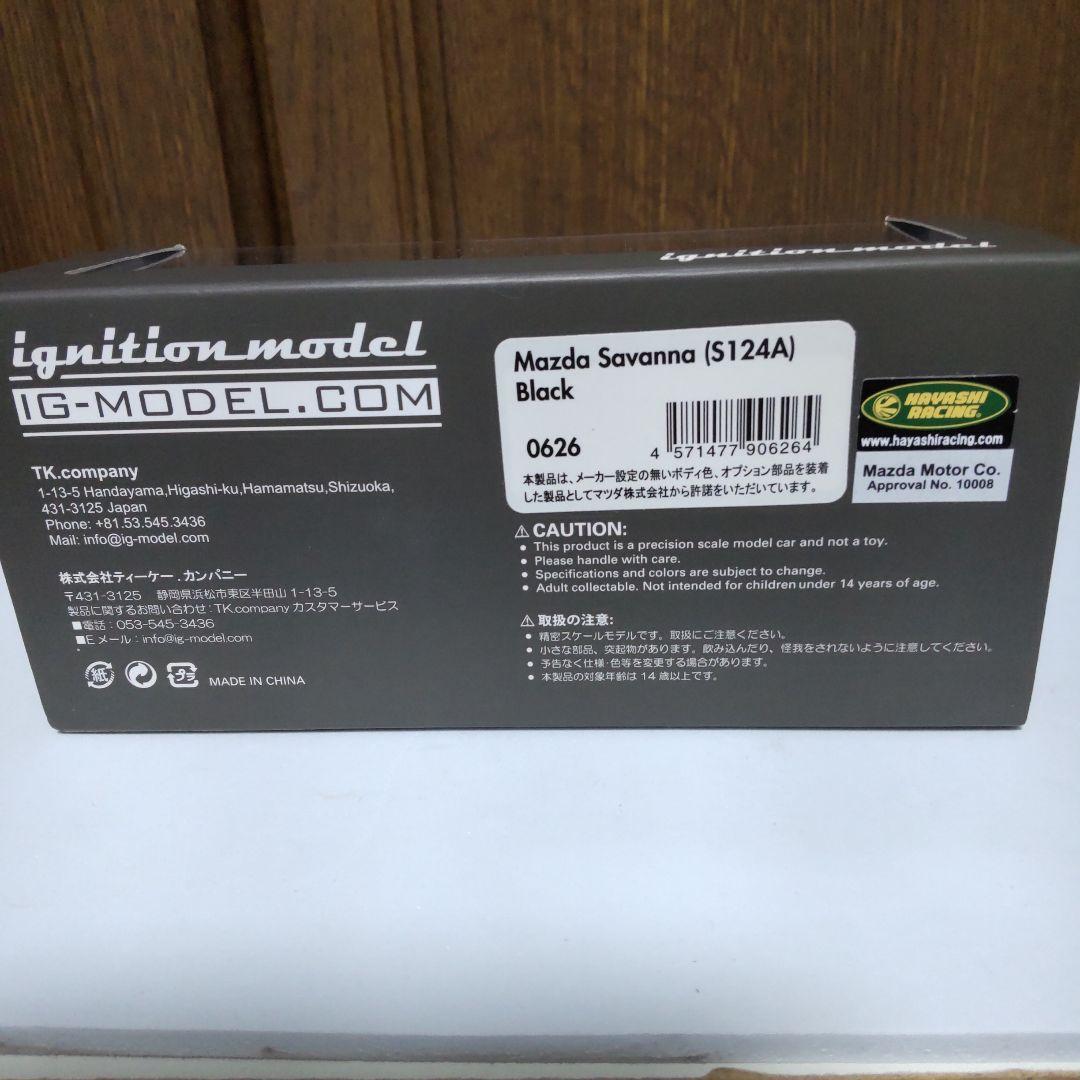 ignition model
ignition model
IG-MODEL.COM
TK.company
1-13-5 Handayama,Higashi-ku,Hamamatsu,Shizuoka,
431-3125 Japan
Phone: +81.53.545.3436
Mail: info@ig-model.com
株式会社ティーケー.カンパニー
〒431-3125 静岡県浜松市東区半田山 1-13-5
製品に関するお問い合わせ:TK.company カスタマーサービス
■電話:053-545-3436
■Eメール:info@ig-model.com
紙
プラ
MADE IN CHINA
Mazda Savanna (S124A)
Black
0626
4 571477 906264
本製品は、メーカー設定の無いボディ色、オプション部品を装着
した製品としてマツダ株式会社から許諾をいただいています。
HAYASHI
RACING.
www.hayashiracing.com
Mazda Motor Co.
Approval No. 10008
⚠ CAUTION:
• This product is a precision scale model car and not a toy.
• Please handle with care.
• Specifications and colors are subject to change.
• Adult collectable. Not intended for children under 14 years of age.
⚠ 取扱の注意:
• 精密スケールモデルです。取扱にご注意ください。
• 小さな部品、突起物があります。飲み込んだり、怪我をされないように注意してください。
• 予告なく仕様・色等を変更する場合があります。
• 本製品の対象年齢は 14 歳以上です。